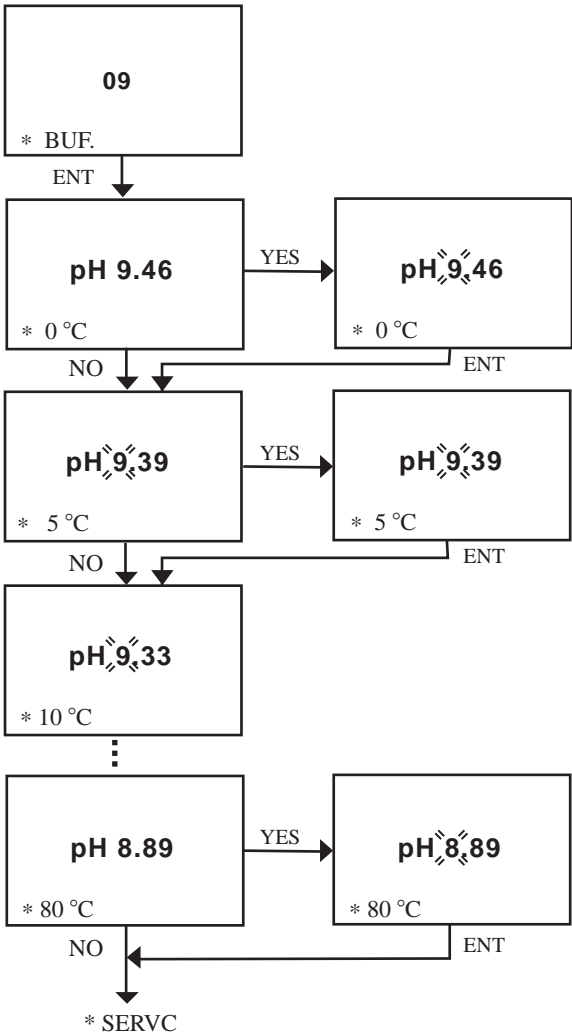 09
* BUF.
ENT
pH 9.46
* 0 °C
YES
pH 9.46
* 0 °C
NO
ENT
pH 9.39
* 5 °C
YES
pH 9.39
* 5 °C
NO
ENT
pH 9.33
* 10 °C
pH 8.89
* 80 °C
YES
pH 8.89
* 80 °C
NO
ENT
* SERVC